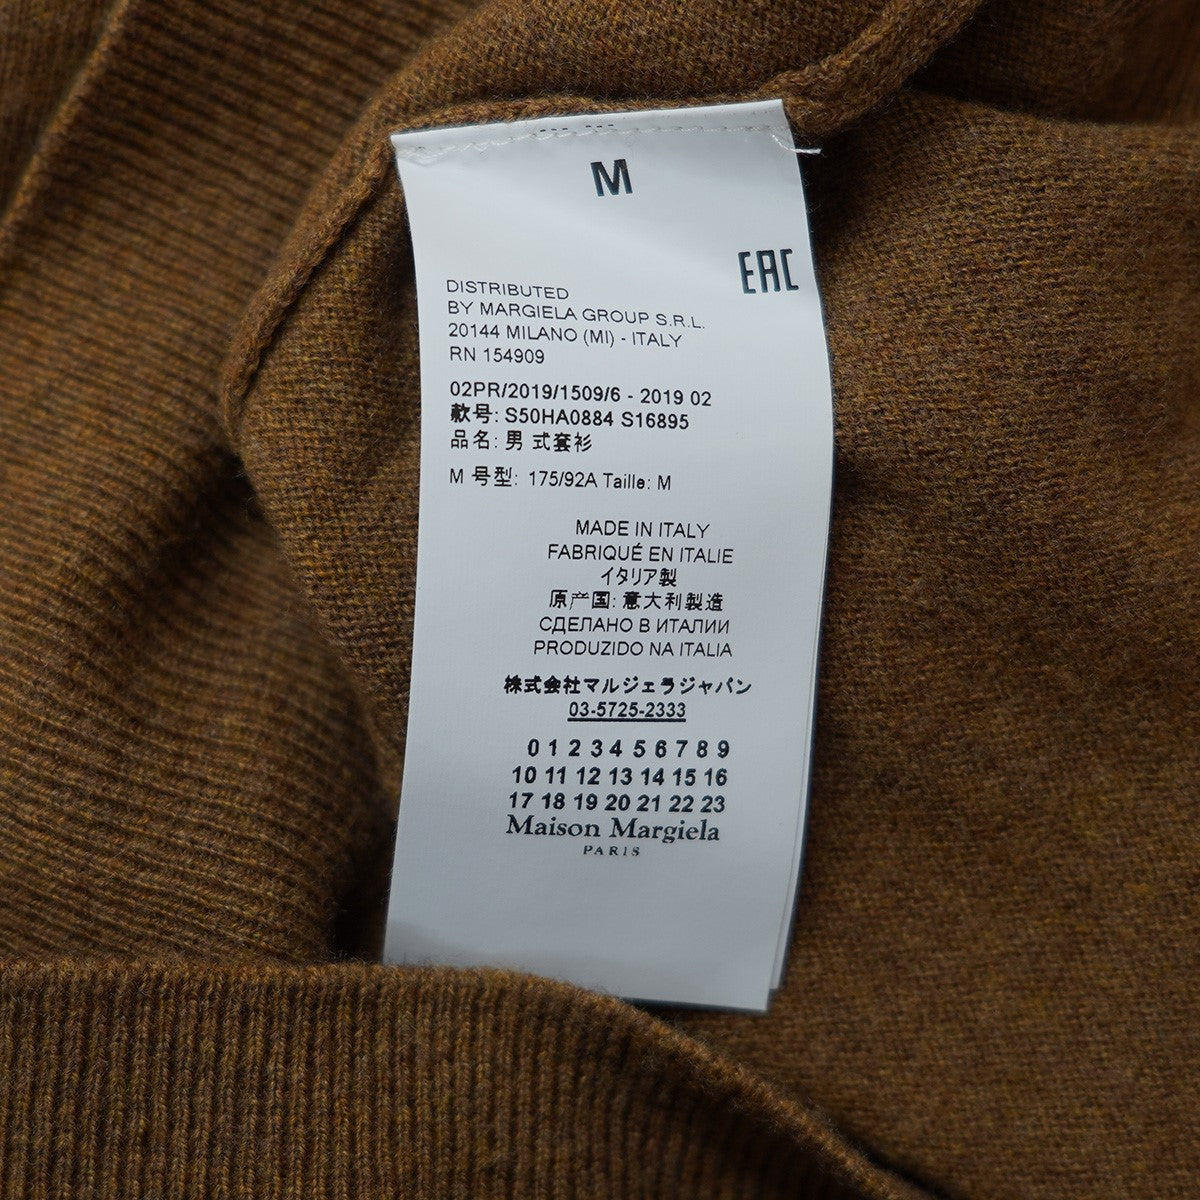 M
EAC
DISTRIBUTED
BY MARGIELA GROUP S.R.L.
20144 MILANO (MI) - ITALY
RN 154909
02PR/2019/1509/6 - 2019 02
款号: S50HA0884 S16895
品名: 男 式套衫
M 号型: 175/92A Taille: M
MADE IN ITALY
FABRIQUÉ EN ITALIE
イタリア製
原产国: 意大利製造
СДЕЛАНО В ИТАЛИИ
PRODUZIDO NA ITALIA
株式会社マルジェラジャパン
03-5725-2333
0 1 2 3 4 5 6 7 8 9
10 11 12 13 14 15 16
17 18 19 20 21 22 23
Maison Margiela
PARIS